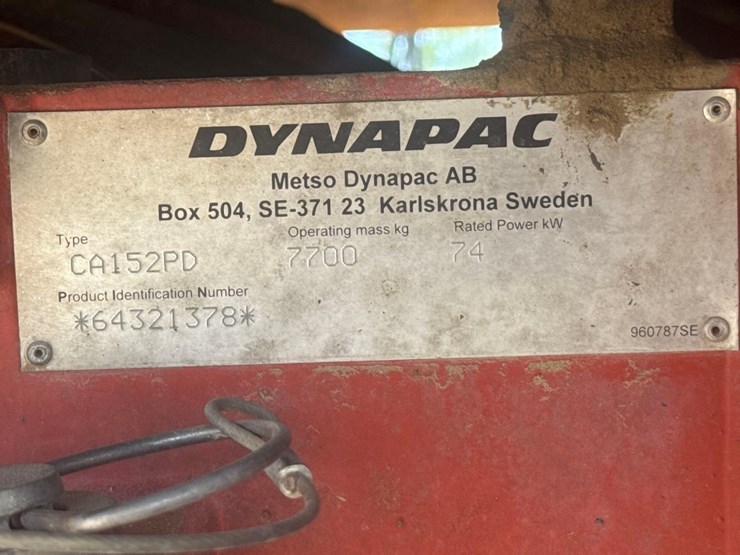 DYNAPAC
Metso Dynapac AB
Box 504, SE-371 23 Karlskrona Sweden
Type Operating mass kg Rated Power kW
CA152PD 7700 74
Product Identification Number
*64321378*
960787SE